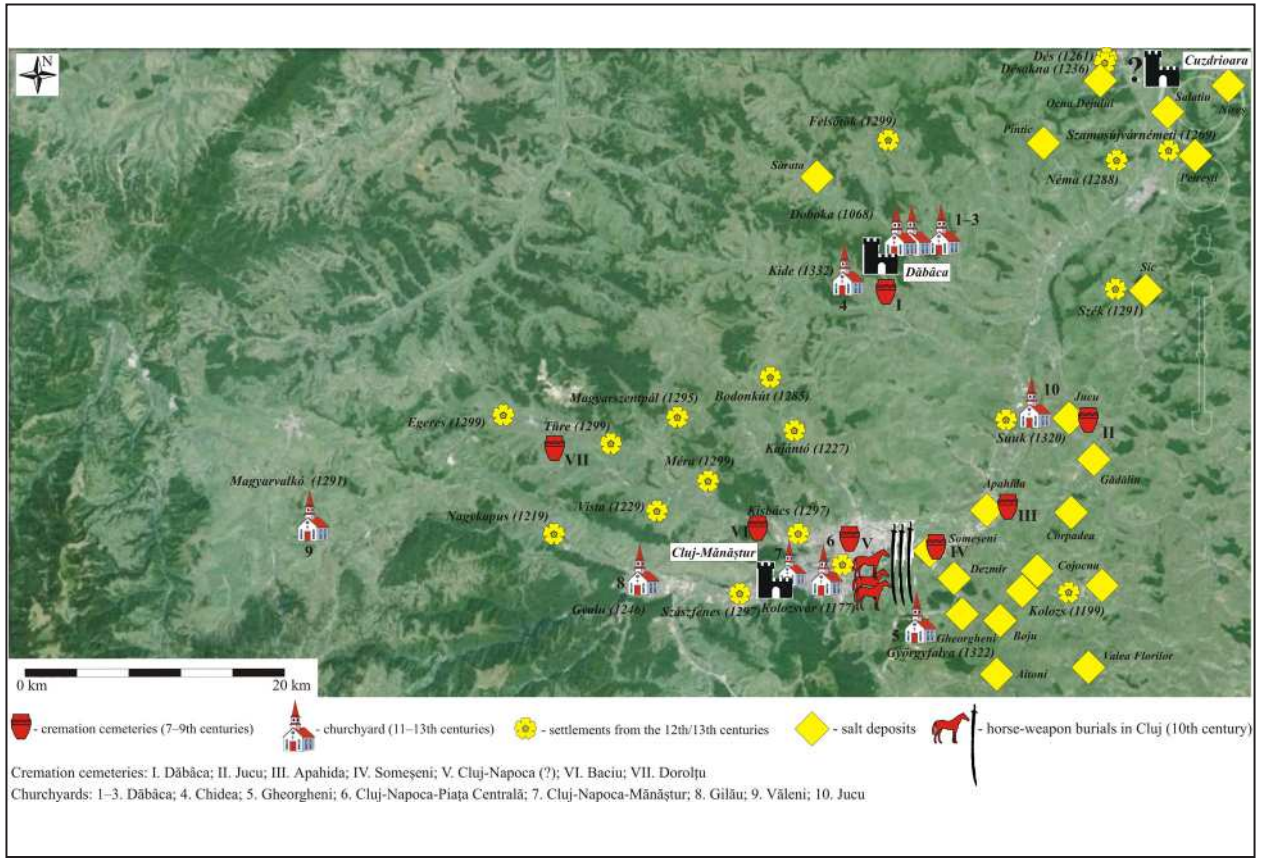 N
Dés (1261)
Désakna (1236)
?
Cuzdrioara
Ocna Dejului
Salatiu
Nireş
Felsőtök (1299)
Pintic
Szamosújvárnémeti (1269)
Sărata
Néma (1288)
Petreşti
Doboka (1068)
1–3
Kide (1332)
Dăbâca
Sic
4
I
Szék (1291)
Bodonkút (1285)
10
Magyarszentpál (1295)
Jucu
Egeres (1299)
Türe (1299)
Suuk (1320)
II
Kajántó (1227)
VII
Méra (1299)
Gădălin
Magyarvalkó (1291)
Apahida
Vista (1229)
Kisbács (1297)
III
Nagykapus (1219)
VI
6
V
Someşeni
Corpadea
9
Cluj-Mănăştur
7
IV
8
Dezmir
Cojocna
Gyalu (1246)
Szászfenes (1297)
Kolozsvár (1177)
Kolozs (1199)
5
Gheorgheni
Boju
Györgyfalva (1322)
Valea Florilor
Aitoni
0 km
20 km
- cremation cemeteries (7–9th centuries)
- churchyard (11–13th centuries)
- settlements from the 12th/13th centuries
- salt deposits
- horse-weapon burials in Cluj (10th century)
Cremation cemeteries: I. Dăbâca; II. Jucu; III. Apahida; IV. Someşeni; V. Cluj-Napoca (?); VI. Baciu; VII. Dorolţu
Churchyards: 1–3. Dăbâca; 4. Chidea; 5. Gheorgheni; 6. Cluj-Napoca-Piaţa Centrală; 7. Cluj-Napoca-Mănăştur; 8. Gilău; 9. Văleni; 10. Jucu